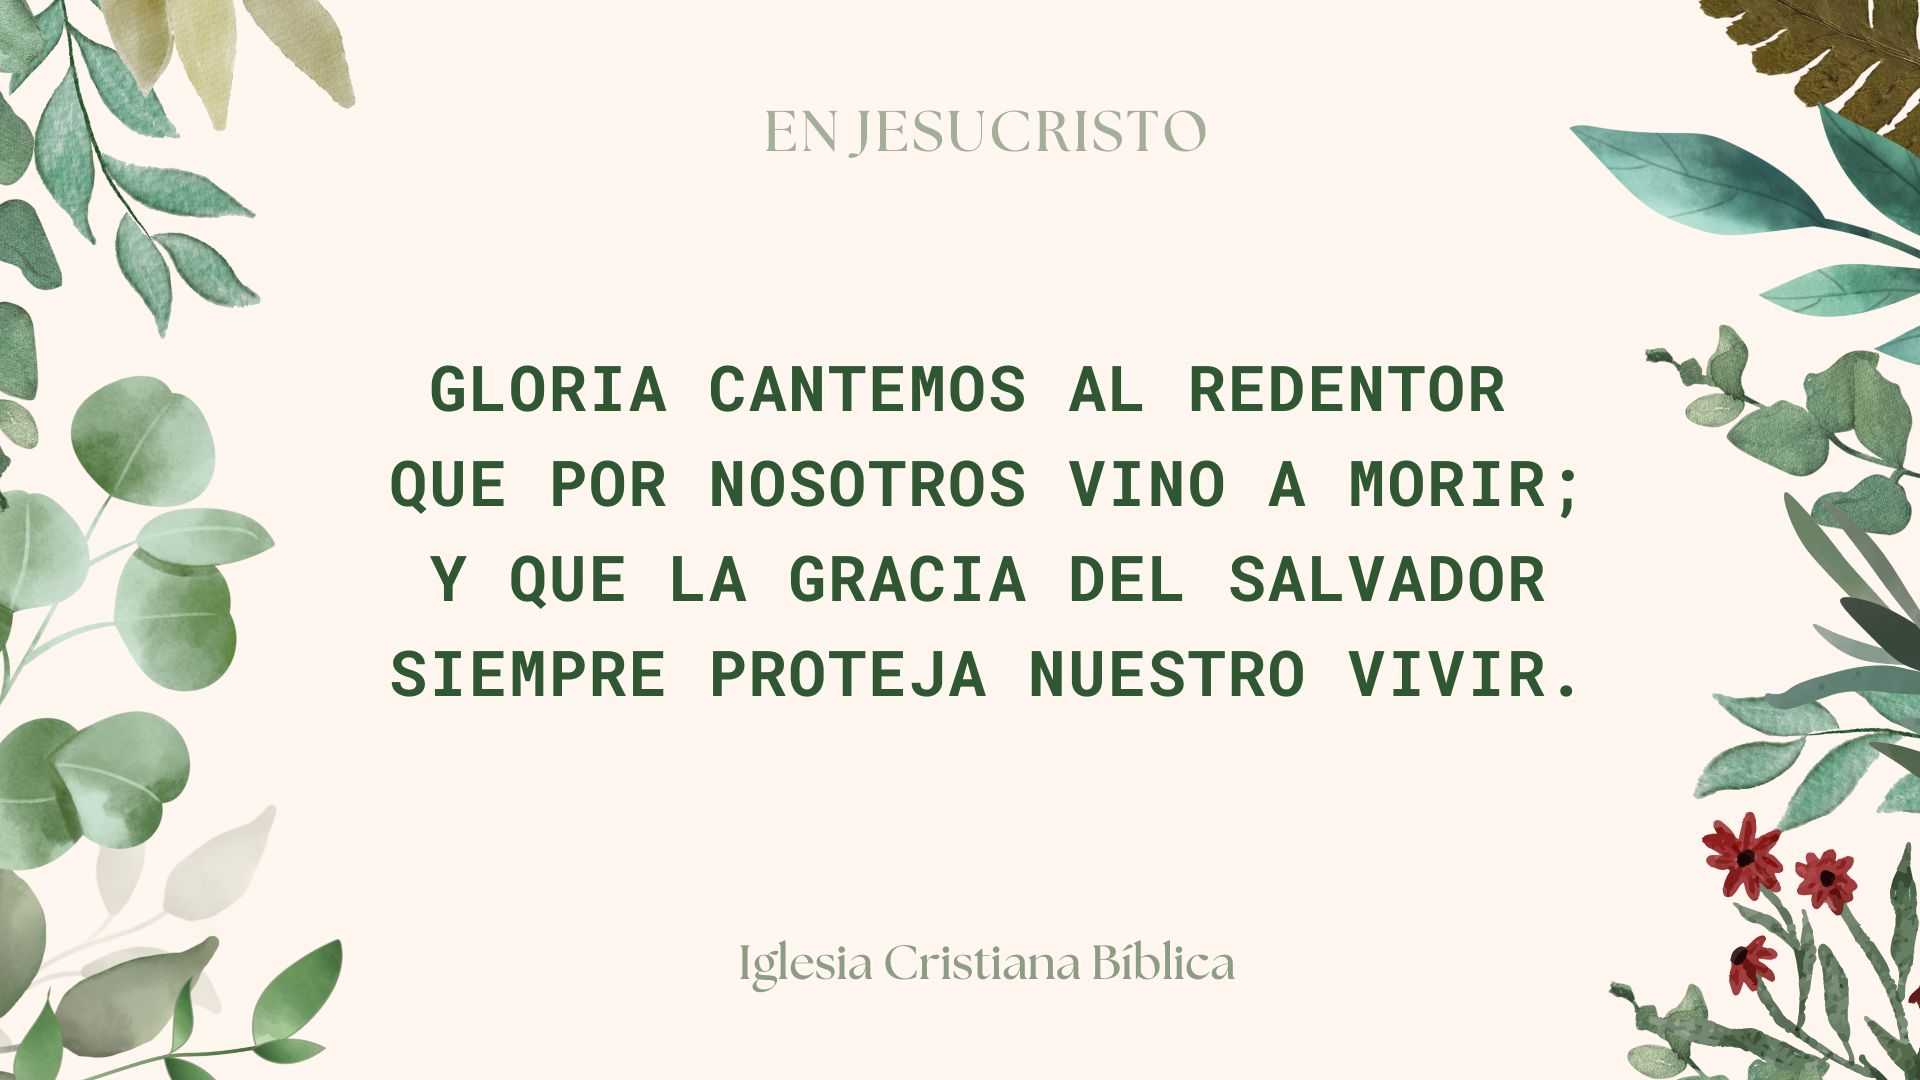 EN JESUCRISTO
GLORIA CANTEMOS AL REDENTOR
QUE POR NOSOTROS VINO A MORIR;
Y QUE LA GRACIA DEL SALVADOR
SIEMPRE PROTEJA NUESTRO VIVIR.
Iglesia Cristiana Bíblica